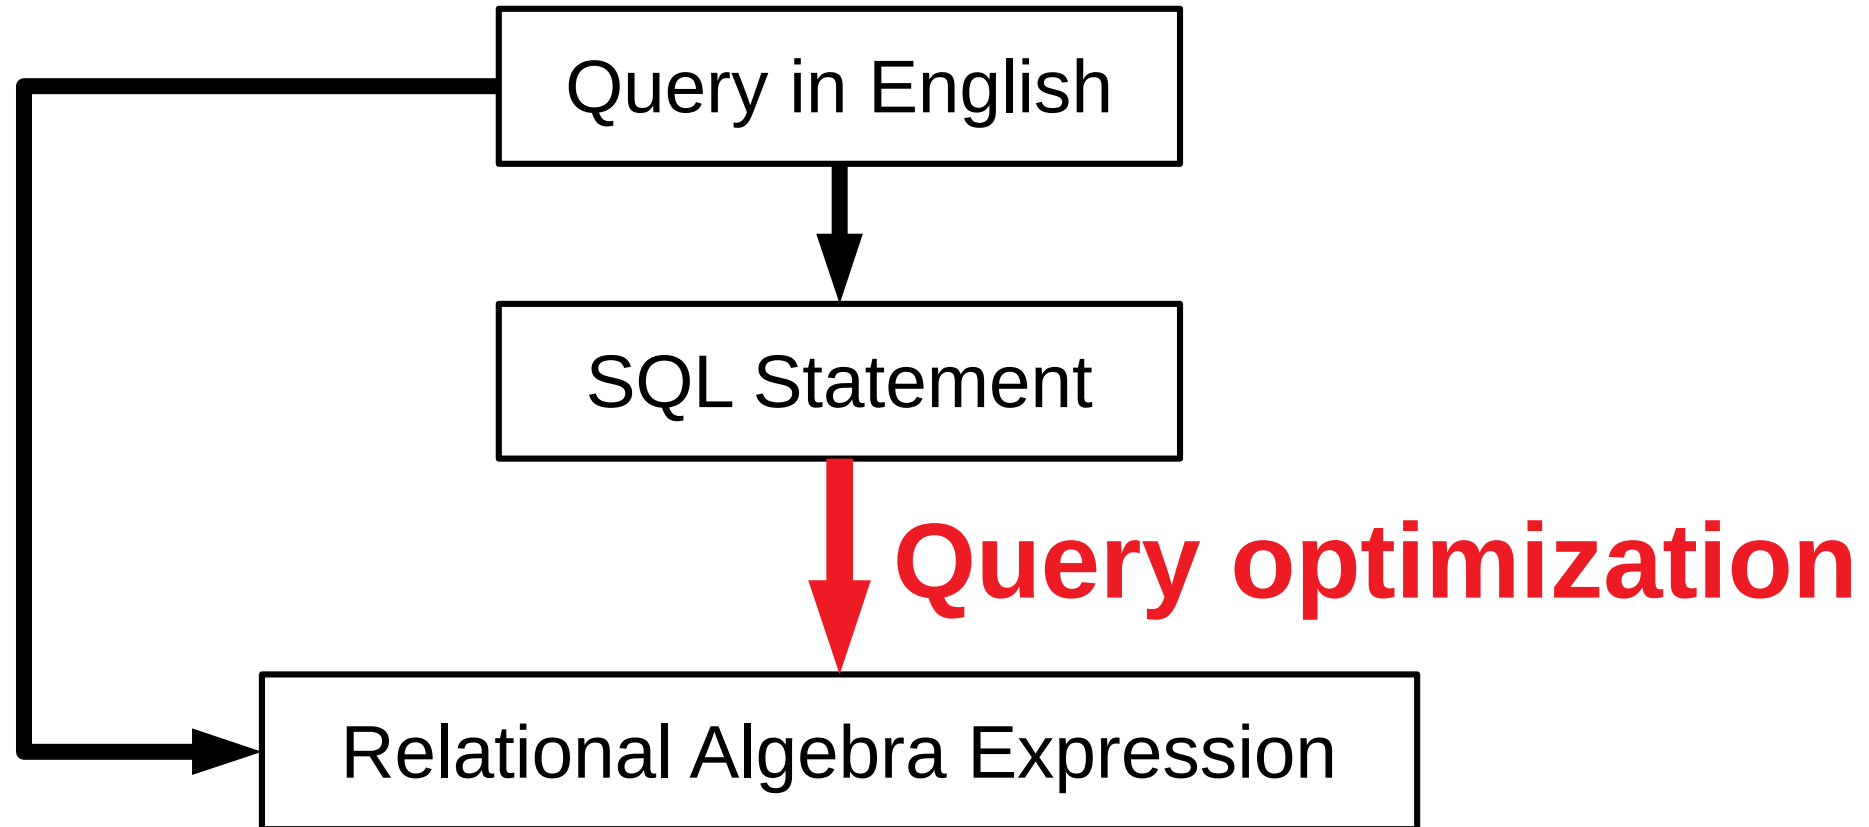 Query in English
SQL Statement
Query optimization
Relational Algebra Expression